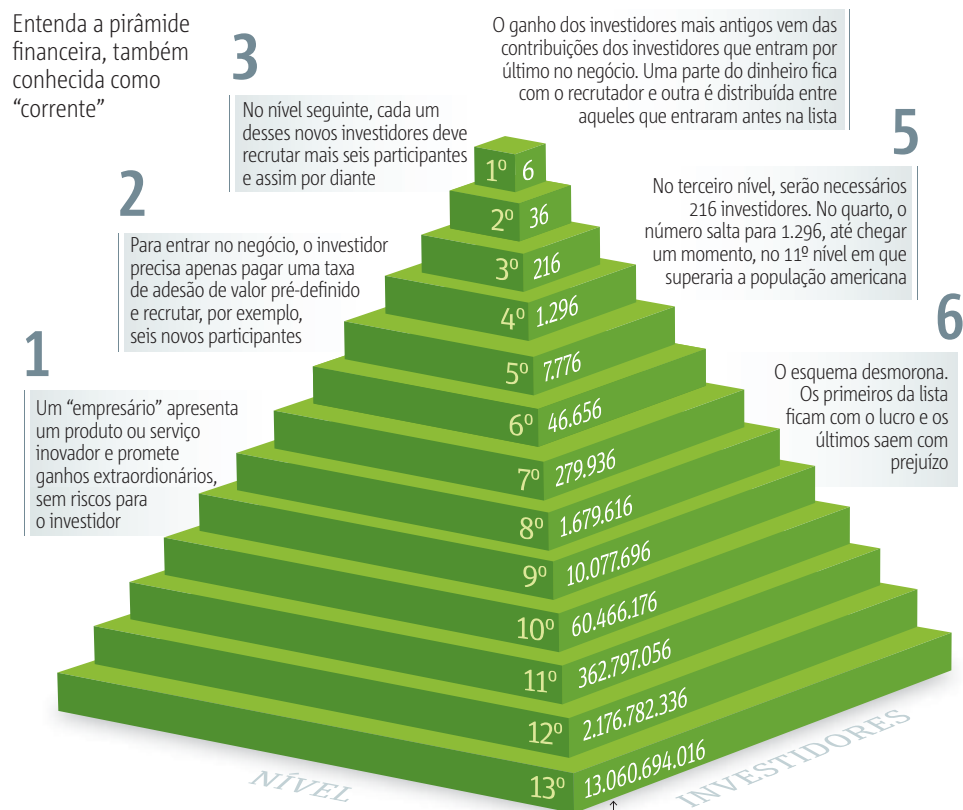 Entenda a pirâmide
financeira, também
conhecida como
“corrente”
1
Um “empresário” apresenta
um produto ou serviço
inovador e promete
ganhos extraordinários,
sem riscos para
o investidor
2
Para entrar no negócio, o investidor
precisa apenas pagar uma taxa
de adesão de valor pré-definido
e recrutar, por exemplo,
seis novos participantes
3
No nível seguinte, cada um
desses novos investidores deve
recrutar mais seis participantes
e assim por diante
O ganho dos investidores mais antigos vem das
contribuições dos investidores que entram por
último no negócio. Uma parte do dinheiro fica
com o recrutador e outra é distribuída entre
aqueles que entraram antes na lista
5
No terceiro nível, serão necessários
216 investidores. No quarto, o
número salta para 1.296, até chegar
um momento, no 11º nível em que
superaria a população americana
6
O esquema desmorona.
Os primeiros da lista
ficam com o lucro e os
últimos saem com
prejuízo
1º 6
2º 36
3º 216
4º 1.296
5º 7.776
6º 46.656
7º 279.936
8º 1.679.616
9º 10.077.696
10º 60.466.176
11º 362.797.056
12º 2.176.782.336
13º 13.060.694.016
NÍVEL
INVESTIDORES